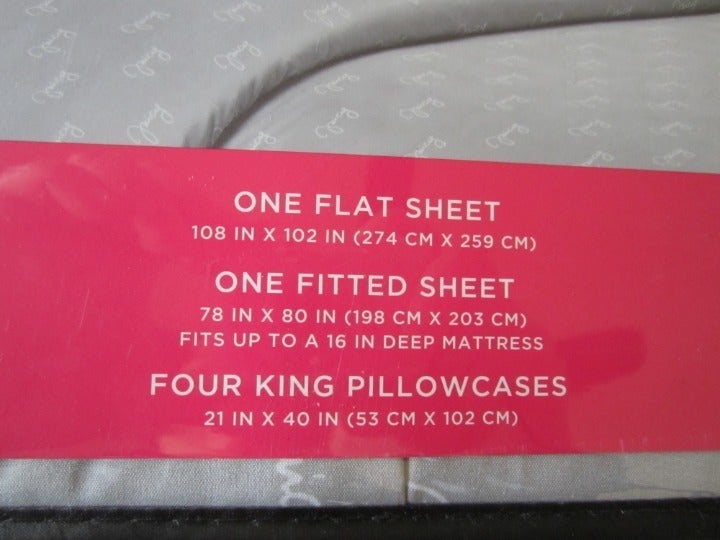 ONE FLAT SHEET
108 IN X 102 IN (274 CM X 259 CM)
ONE FITTED SHEET
78 IN X 80 IN (198 CM X 203 CM)
FITS UP TO A 16 IN DEEP MATTRESS
FOUR KING PILLOWCASES
21 IN X 40 IN (53 CM X 102 CM)